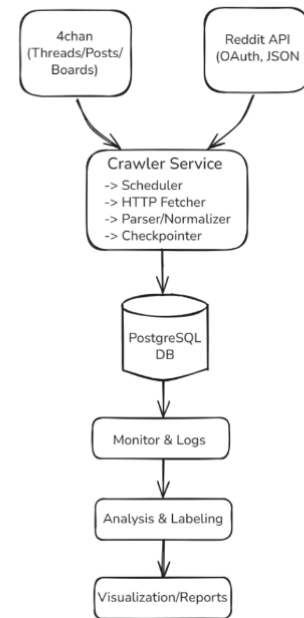 4chan
(Threads/Posts/
Boards)
Reddit API
(OAuth, JSON
Crawler Service
-> Scheduler
-> HTTP Fetcher
-> Parser/Normalizer
-> Checkpointer
PostgreSQL
DB
Monitor & Logs
Analysis & Labeling
Visualization/Reports